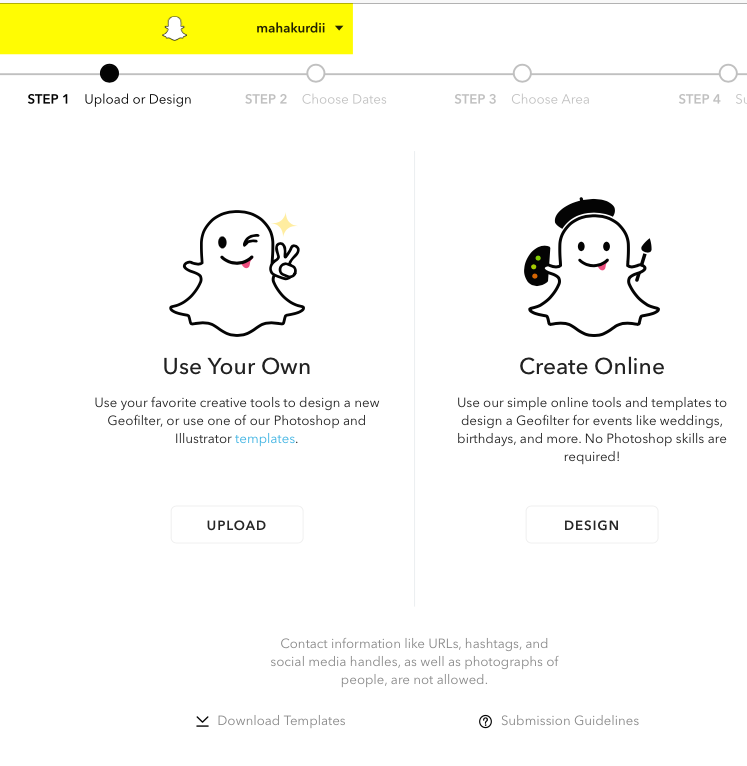 mahakurdii
STEP 1 Upload or Design
STEP 2 Choose Dates
STEP 3 Choose Area
STEP 4
Use Your Own
Use your favorite creative tools to design a new
Geofilter, or use one of our Photoshop and
Illustrator templates.
UPLOAD
Create Online
Use our simple online tools and templates to
design a Geofilter for events like weddings,
birthdays, and more. No Photoshop skills are
required!
DESIGN
Contact information like URLs, hashtags, and
social media handles, as well as photographs of
people, are not allowed.
Download Templates
Submission Guidelines